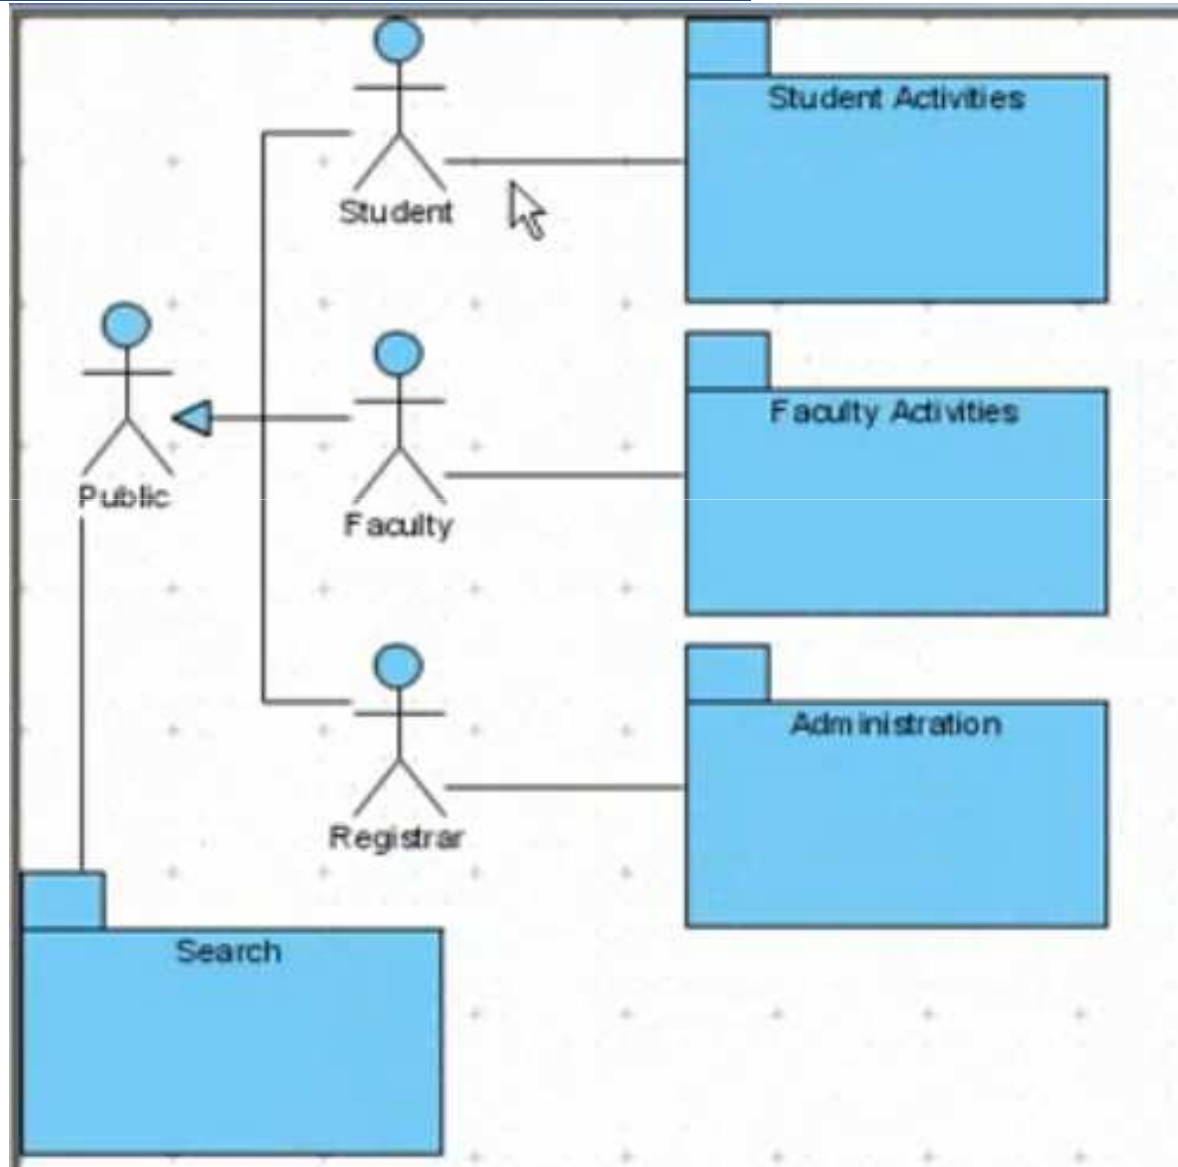 Student Activities
Student
Faculty Activities
Public
Faculty
Administration
Registrar
Search